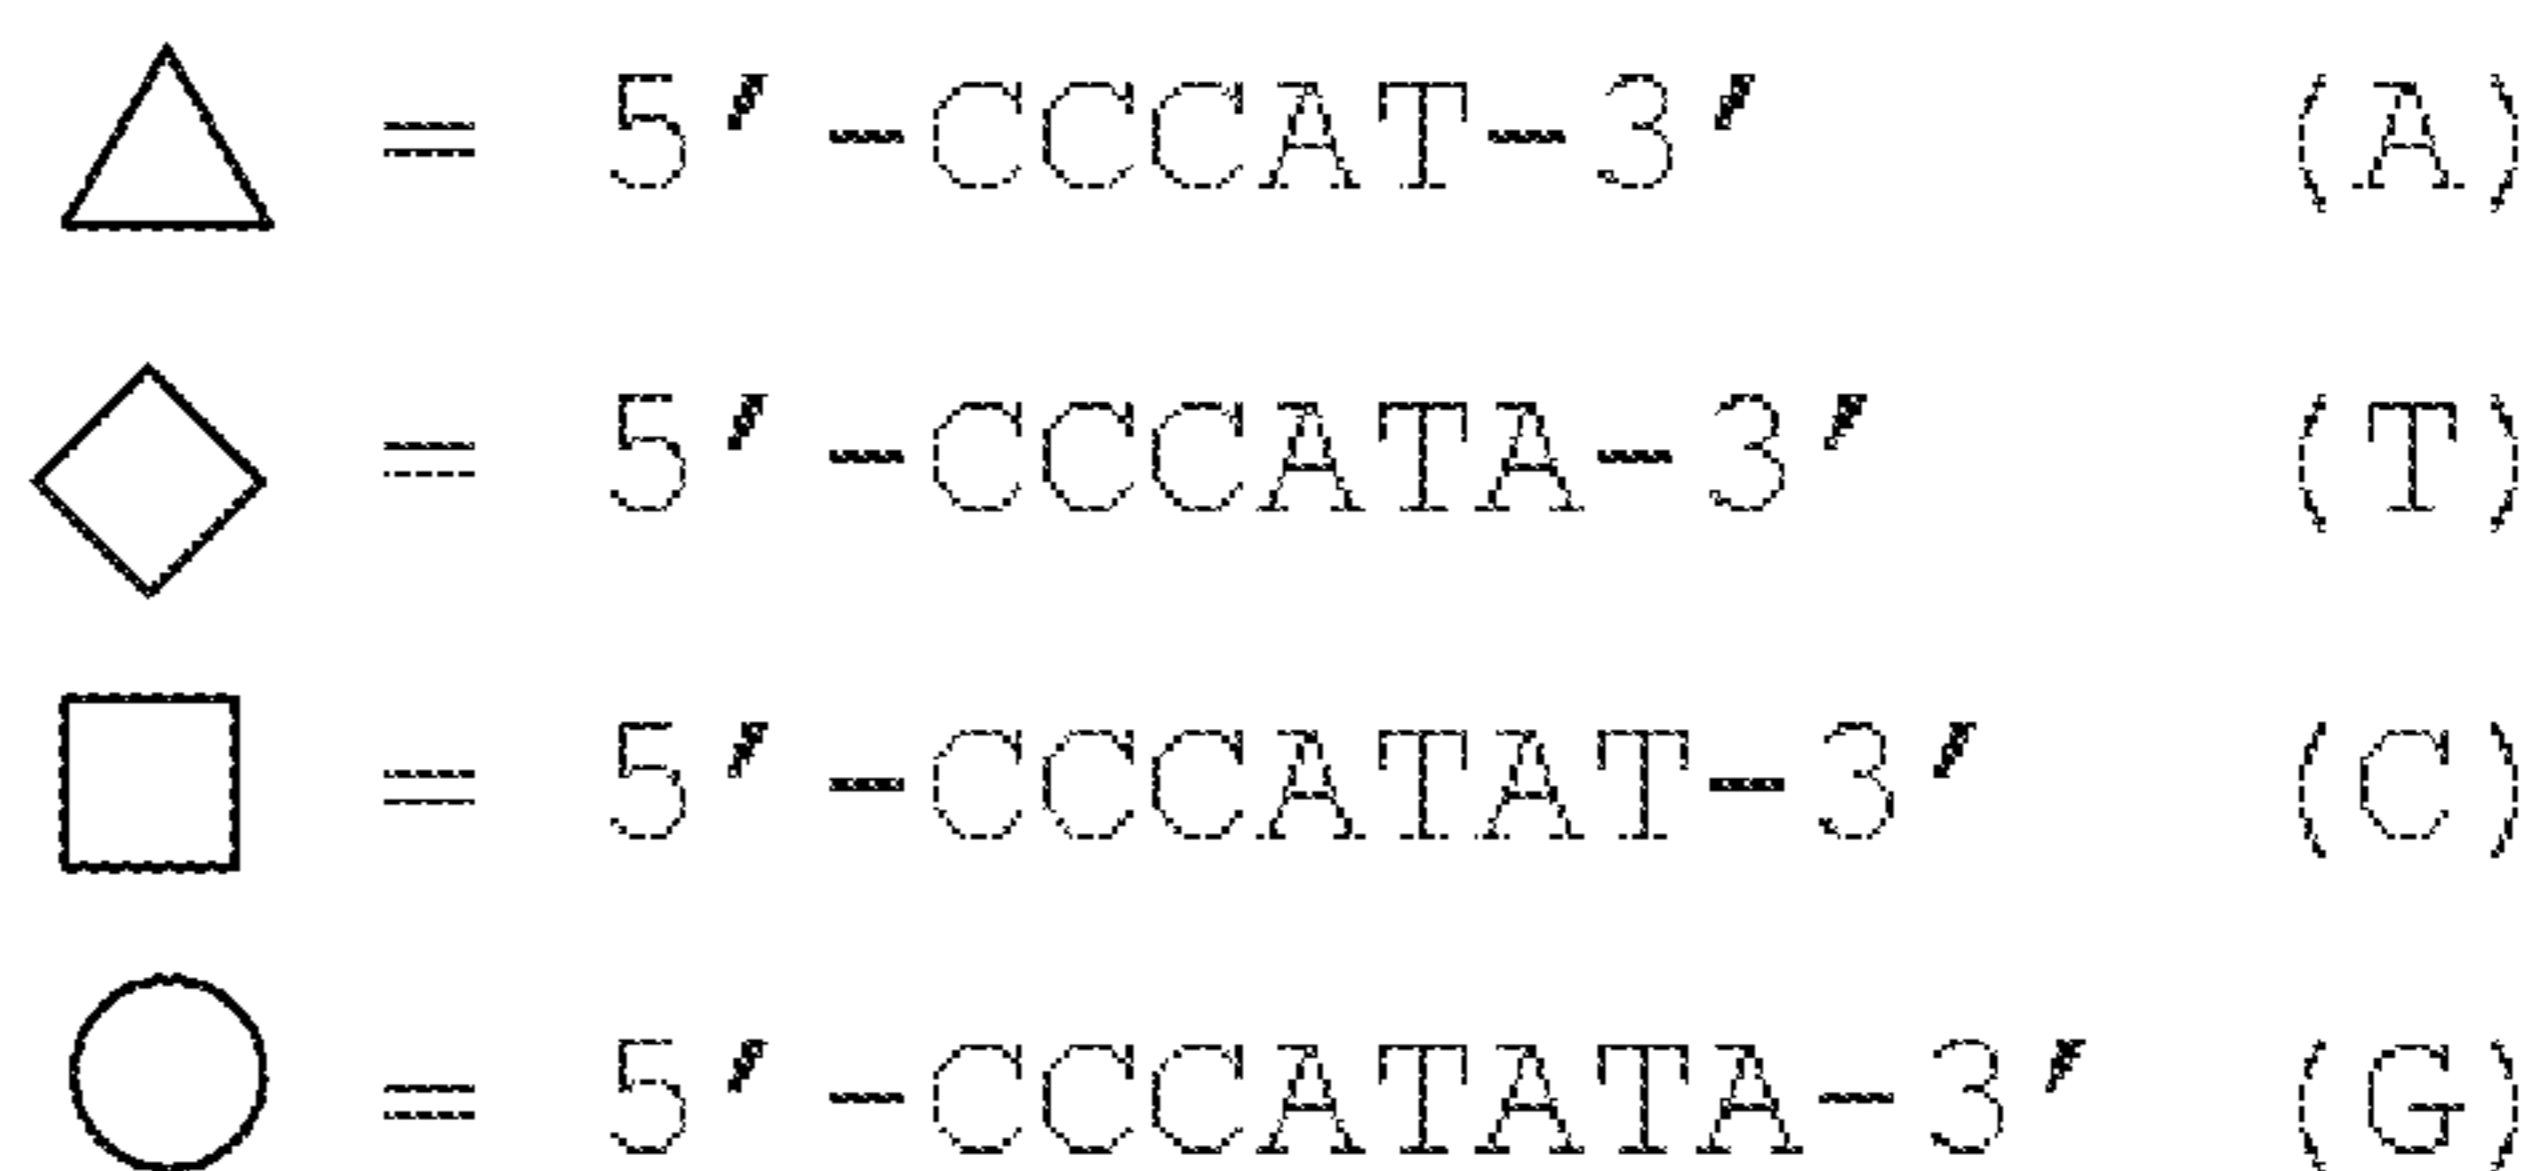 = 5′-CCCAT-3′ (A)
= 5′-CCCATA-3′ (T)
= 5′-CCCATAT-3′ (C)
= 5′-CCCATATA-3′ (G)